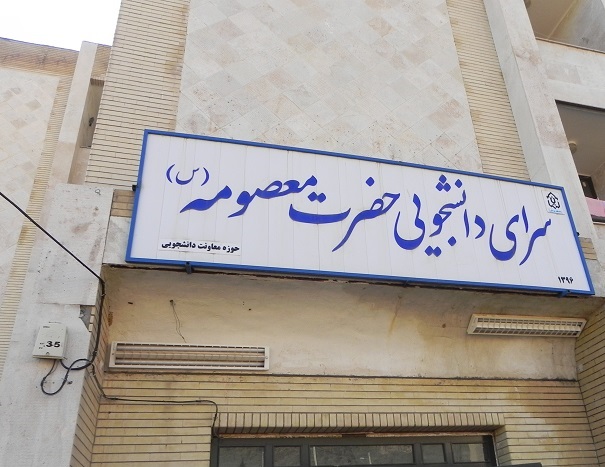 سرای دانشجویی حضرت معصومه (س)
حوزه معاونت دانشجویی
۱۳۹۶
35